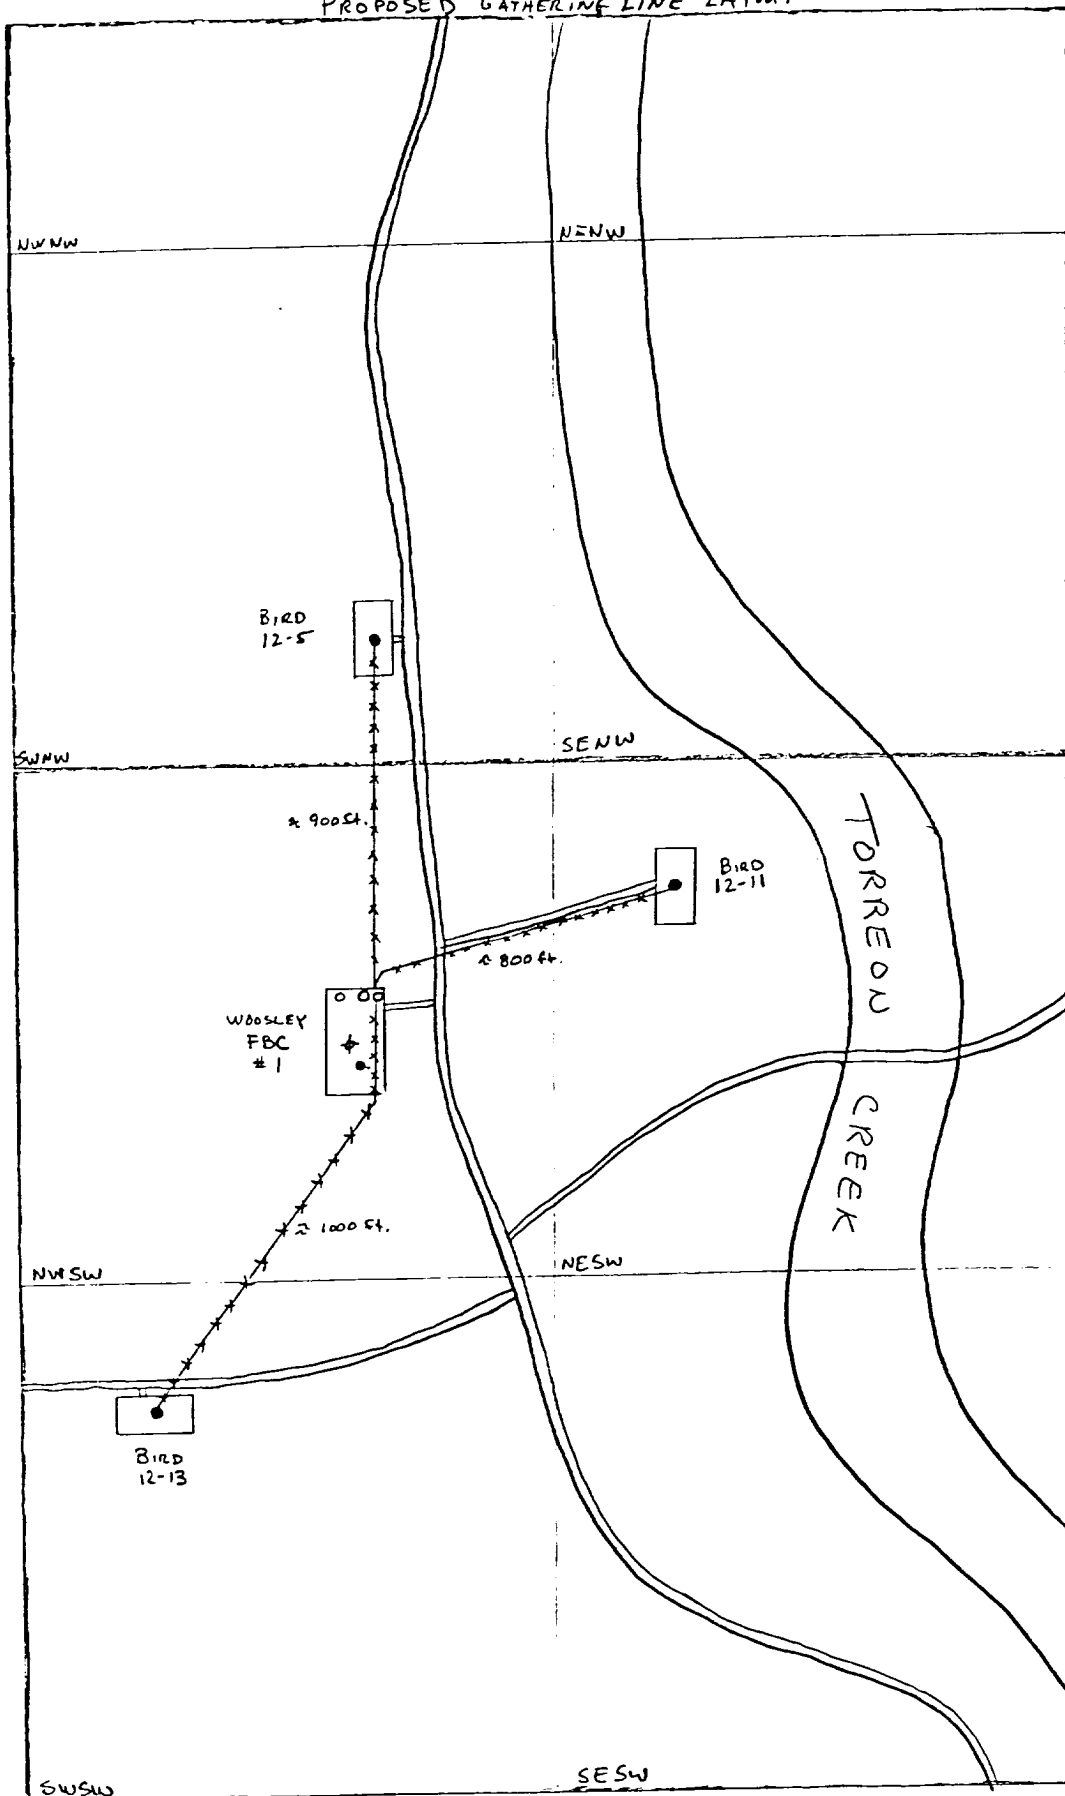 PROPOSED GATHERING LINE LAYOUT
NWNW
NENW
BIRD
12-5
SWNW
SENW
≈ 900 ft.
BIRD
12-11
TORREON
CREEK
≈ 800 ft.
WOOSLEY
FBC
# 1
≈ 1000 ft.
NWSW
NESW
BIRD
12-13
SWSW
SESW